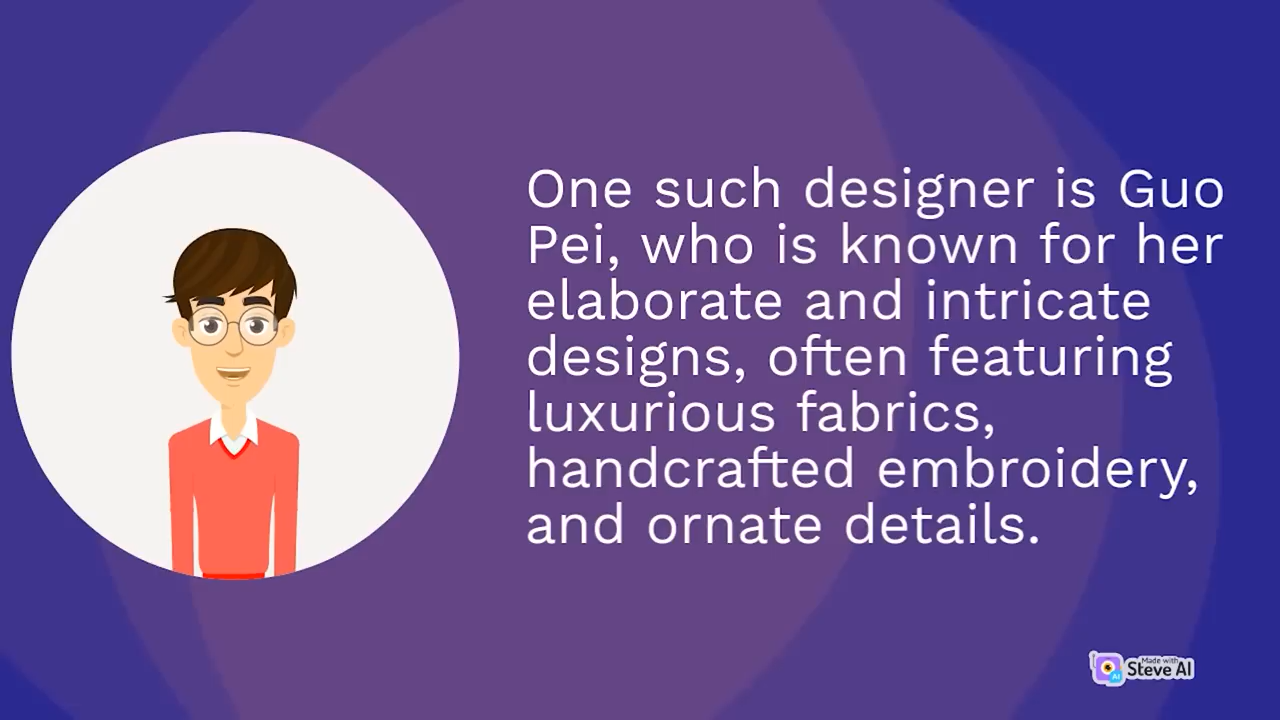 One such designer is Guo
Pei, who is known for her
elaborate and intricate
designs, often featuring
luxurious fabrics,
handcrafted embroidery,
and ornate details.
Made with
Steve AI
AI